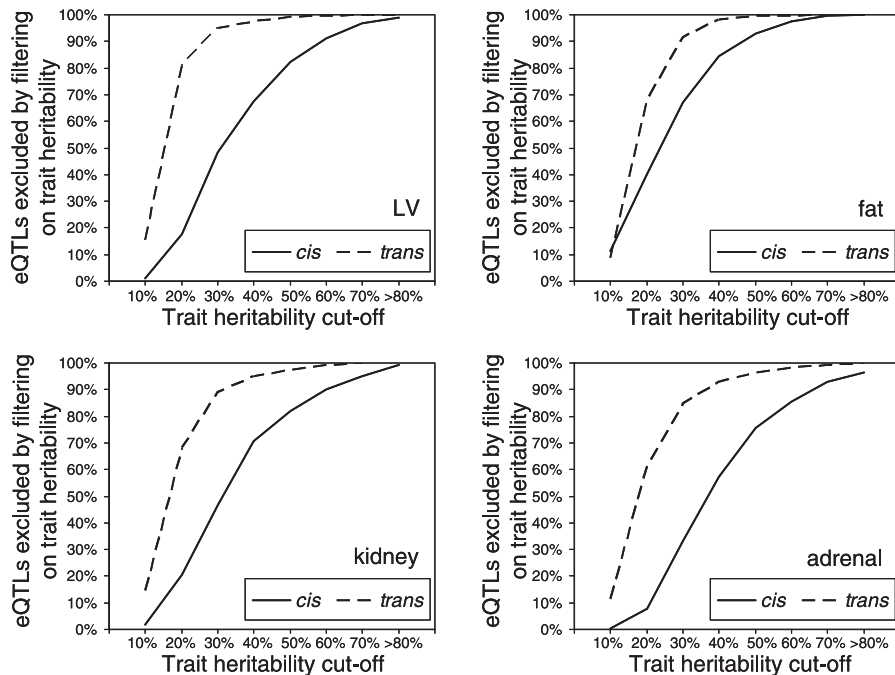 eQTLs excluded by filtering
on trait heritability
100%
90%
80%
70%
60%
50%
40%
30%
20%
10%
0%
LV
cis
trans
10% 20% 30% 40% 50% 60% 70% >80%
Trait heritability cut-off
eQTLs excluded by filtering
on trait heritability
100%
90%
80%
70%
60%
50%
40%
30%
20%
10%
0%
fat
cis
trans
10% 20% 30% 40% 50% 60% 70% >80%
Trait heritability cut-off
eQTLs excluded by filtering
on trait heritability
100%
90%
80%
70%
60%
50%
40%
30%
20%
10%
0%
kidney
cis
trans
10% 20% 30% 40% 50% 60% 70% >80%
Trait heritability cut-off
eQTLs excluded by filtering
on trait heritability
100%
90%
80%
70%
60%
50%
40%
30%
20%
10%
0%
adrenal
cis
trans
10% 20% 30% 40% 50% 60% 70% >80%
Trait heritability cut-off